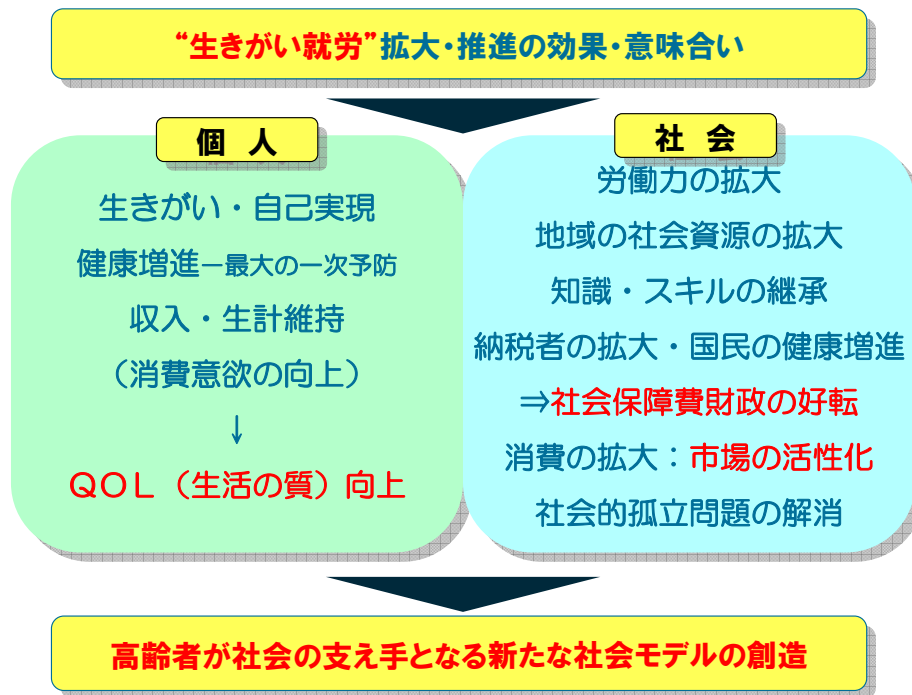 “生きがい就労”拡大・推進の効果・意味合い
個 人
生きがい・自己実現
健康増進－最大の一次予防
収入・生計維持
（消費意欲の向上）
↓
ＱＯＬ（生活の質）向上
社 会
労働力の拡大
地域の社会資源の拡大
知識・スキルの継承
納税者の拡大・国民の健康増進
⇒社会保障費財政の好転
消費の拡大：市場の活性化
社会的孤立問題の解消
高齢者が社会の支え手となる新たな社会モデルの創造